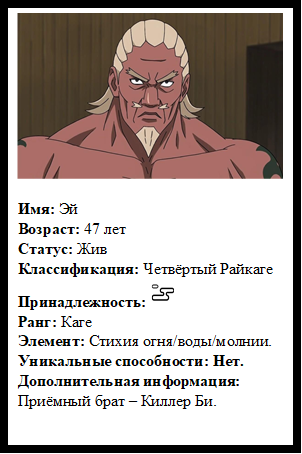 Имя: Эй
Возраст: 47 лет
Статус: Жив
Классификация: Четвёртый Райкаге
Принадлежность:
Ранг: Каге
Элемент: Стихия огня/воды/молнии.
Уникальные способности: Нет.
Дополнительная информация:
Приёмный брат – Киллер Би.